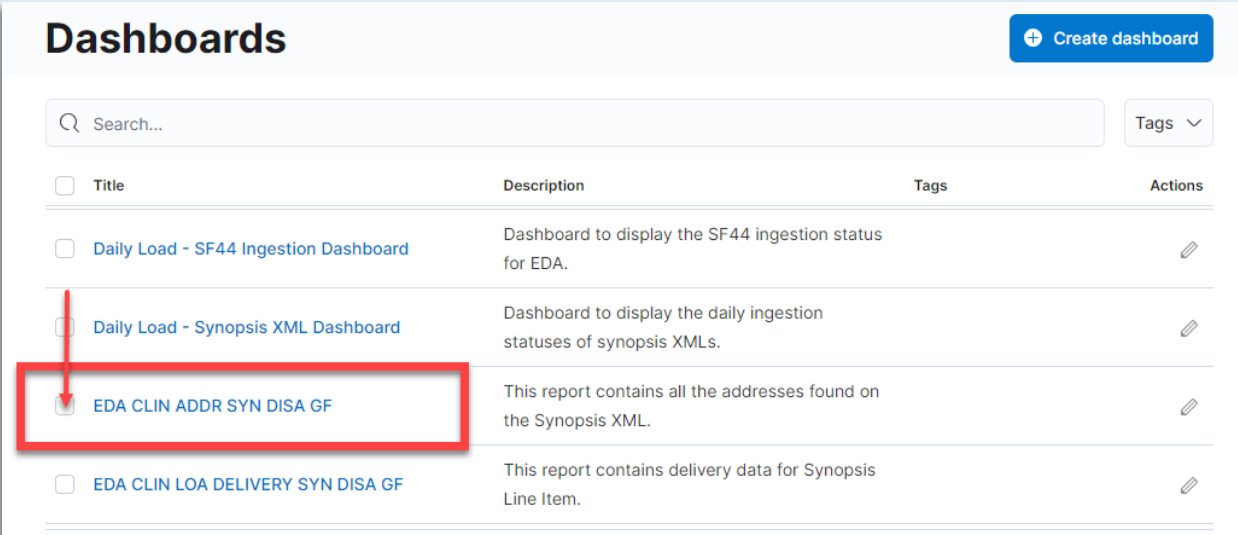 Dashboards
Create dashboard
Search...
Tags
Title Description Tags Actions
Daily Load - SF44 Ingestion Dashboard
Dashboard to display the SF44 ingestion status
for EDA.
Daily Load - Synopsis XML Dashboard
Dashboard to display the daily ingestion
statuses of synopsis XMLs.
EDA CLIN ADDR SYN DISA GF
This report contains all the addresses found on
the Synopsis XML.
EDA CLIN LOA DELIVERY SYN DISA GF
This report contains delivery data for Synopsis
Line Item.